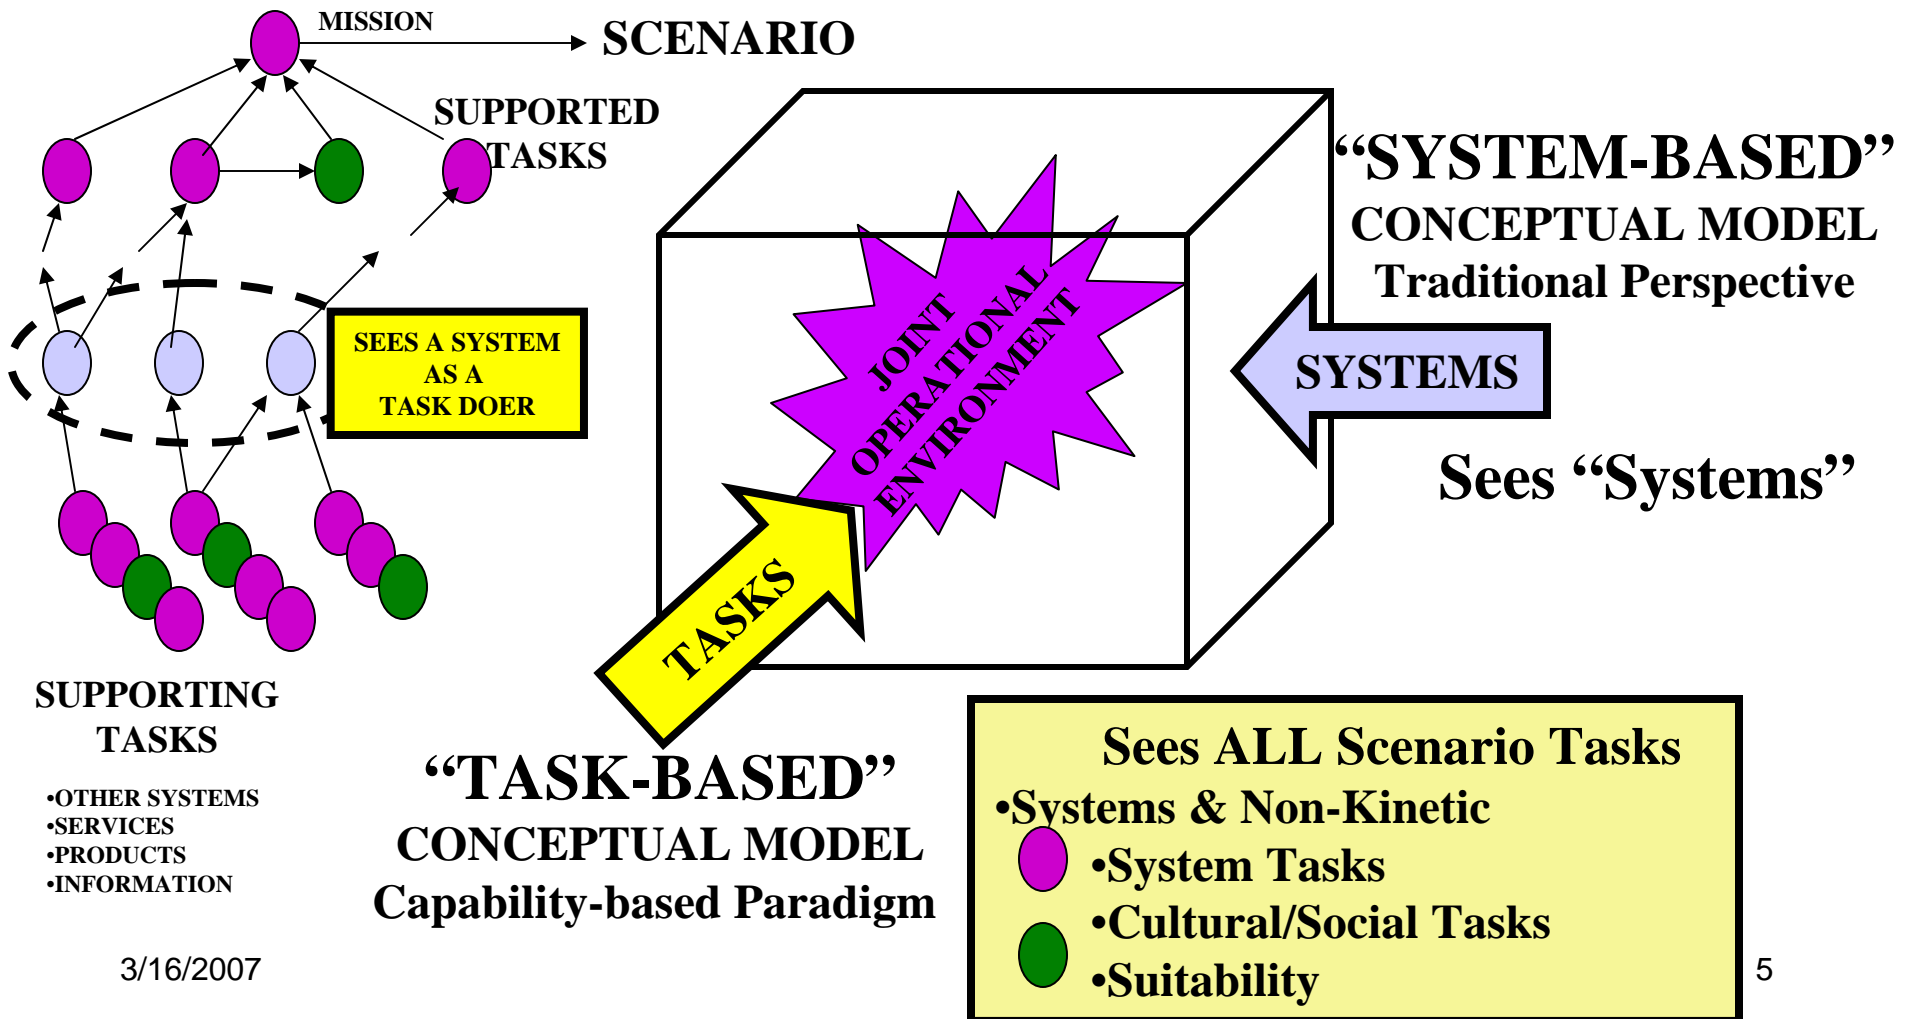 MISSION
SCENARIO
SUPPORTED
TASKS
SEES A SYSTEM
AS A
TASK DOER
SUPPORTING
TASKS
•OTHER SYSTEMS
•SERVICES
•PRODUCTS
•INFORMATION
JOINT
OPERATIONAL
ENVIRONMENT
TASKS
“TASK-BASED”
CONCEPTUAL MODEL
Capability-based Paradigm
“SYSTEM-BASED”
CONCEPTUAL MODEL
Traditional Perspective
SYSTEMS
Sees “Systems”
Sees ALL Scenario Tasks
•Systems & Non-Kinetic
•System Tasks
•Cultural/Social Tasks
•Suitability
3/16/2007
5